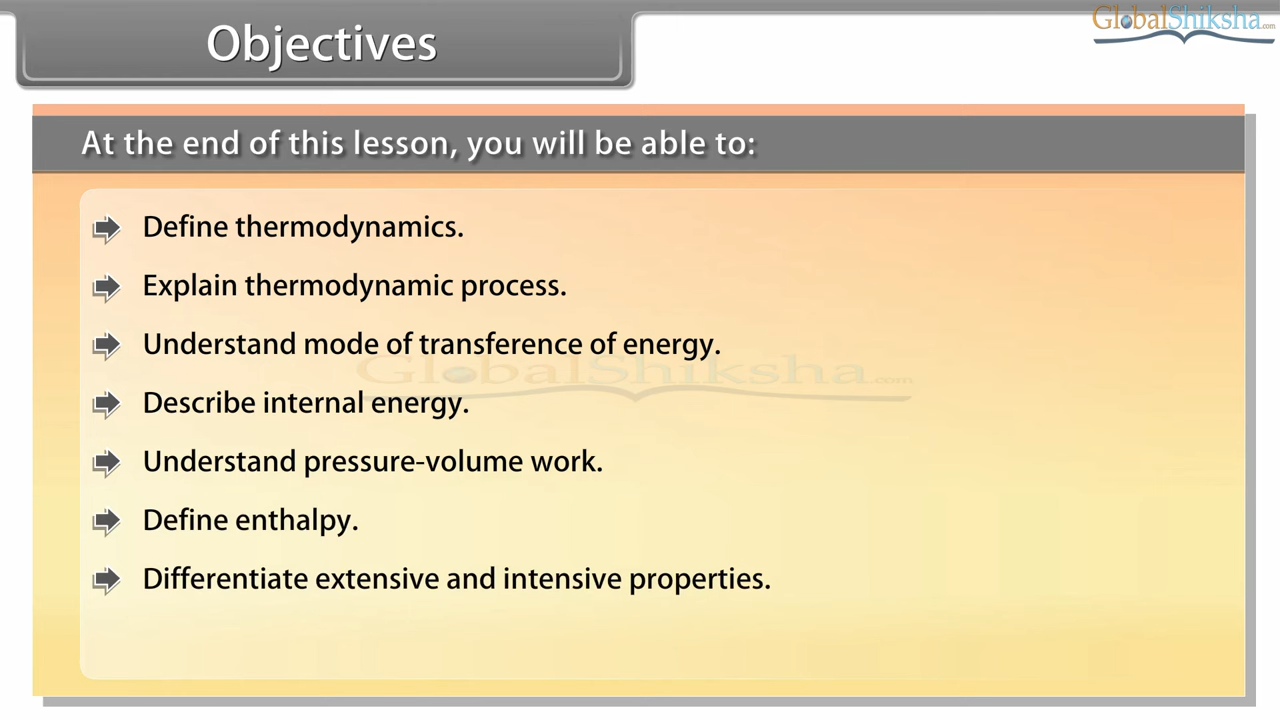 Objectives
GlobalShiksha.com
At the end of this lesson, you will be able to:
Define thermodynamics.
Explain thermodynamic process.
Understand mode of transference of energy.
GlobalShiksha.com
Describe internal energy.
Understand pressure-volume work.
Define enthalpy.
Differentiate extensive and intensive properties.